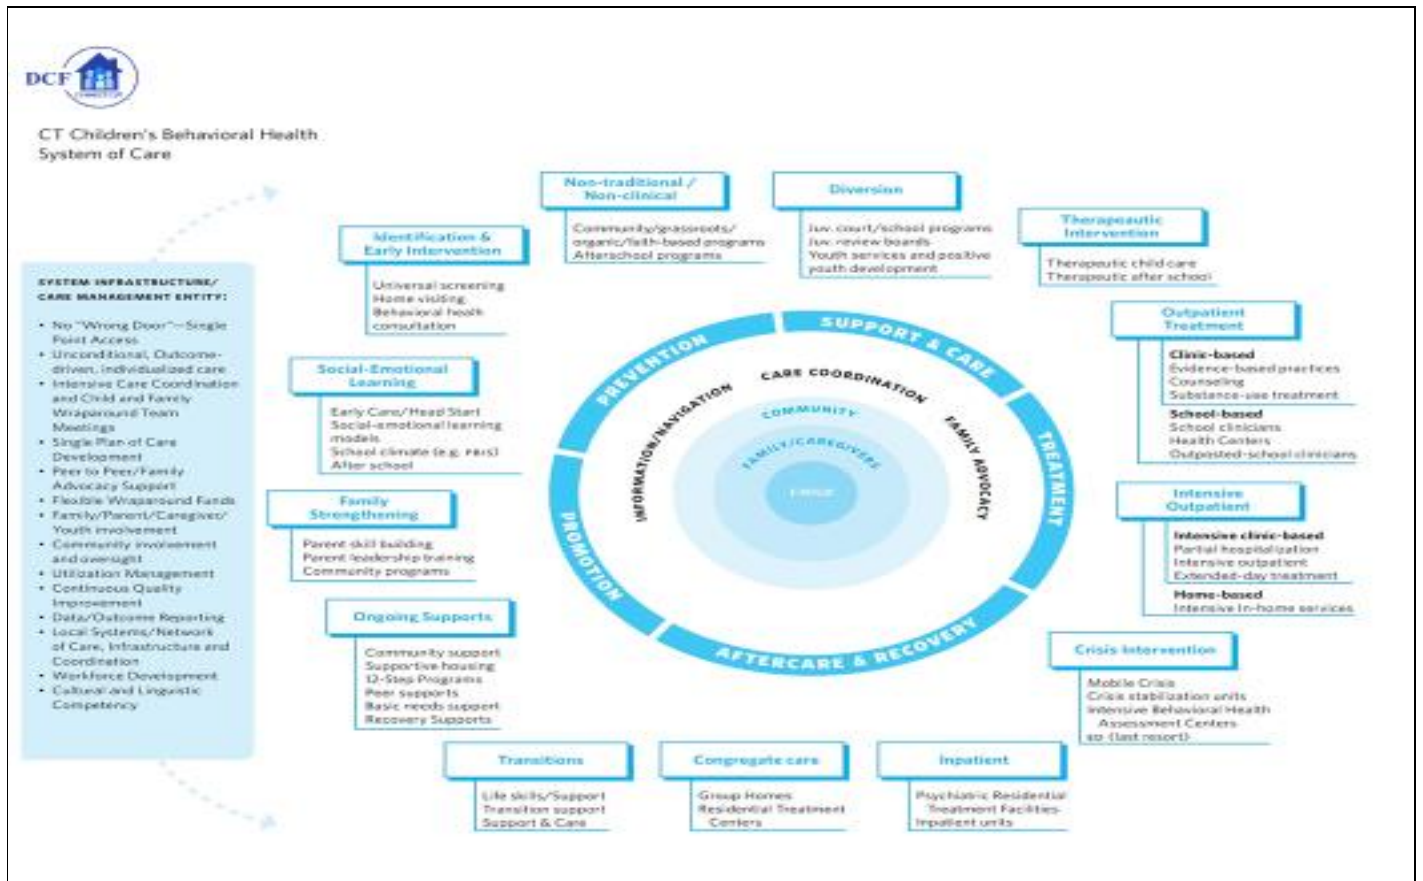 DCF
CT Children's Behavioral Health
System of Care
SYSTEM INFRASTRUCTURE/
CARE MANAGEMENT ENTITY:
• No "Wrong Door"—Single
Point Access
• Unconditional, Outcome-
driven, individualized care
• Intensive Care Coordination
and Child and Family
Wraparound Team
Meetings
• Single Plan of Care
Development
• Peer to Peer/Family
Advocacy Support
• Flexible Wraparound Funds
• Family/Parent/Caregiver/
Youth involvement
• Community involvement
and oversight
• Utilization Management
• Continuous Quality
Improvement
• Data/Outcome Reporting
• Local Systems/Network
of Care, Infrastructure and
Coordination
• Workforce Development
• Cultural and Linguistic
Competency
Non-traditional /
Non-clinical
Community/grassroots/
organic/faith-based programs
Afterschool programs
Diversion
Juv. court/school programs
Juv. review boards
Youth services and positive
youth development
Therapeautic
Intervention
Therapeutic child care
Therapeutic after school
Identification &
Early Intervention
Universal screening
Home visiting
Behavioral health
consultation
Outpatient
Treatment
Clinic-based
Evidence-based practices
Counseling
Substance-use treatment
School-based
School clinicians
Health Centers
Outposted-school clinicians
Social-Emotional
Learning
Early Care/Head Start
Social-emotional learning
models
School climate (e.g. PBIS)
After school
Family
Strengthening
Parent skill building
Parent leadership training
Community programs
Intensive
Outpatient
Intensive clinic-based
Partial hospitalization
Intensive outpatient
Extended-day treatment
Home-based
Intensive In-home services
Ongoing Supports
Community support
Supportive housing
12-Step Programs
Peer supports
Basic needs support
Recovery Supports
Crisis Intervention
Mobile Crisis
Crisis stabilization units
Intensive Behavioral Health
Assessment Centers
ED (last resort)
Transitions
Life skills/Support
Transition support
Support & Care
Congregate care
Group Homes
Residential Treatment
Centers
Inpatient
Psychiatric Residential
Treatment Facilities
Inpatient units
PREVENTION
SUPPORT & CARE
TREATMENT
AFTERCARE & RECOVERY
PROMOTION
INFORMATION/NAVIGATION
CARE COORDINATION
FAMILY ADVOCACY
COMMUNITY
FAMILY/CAREGIVERS